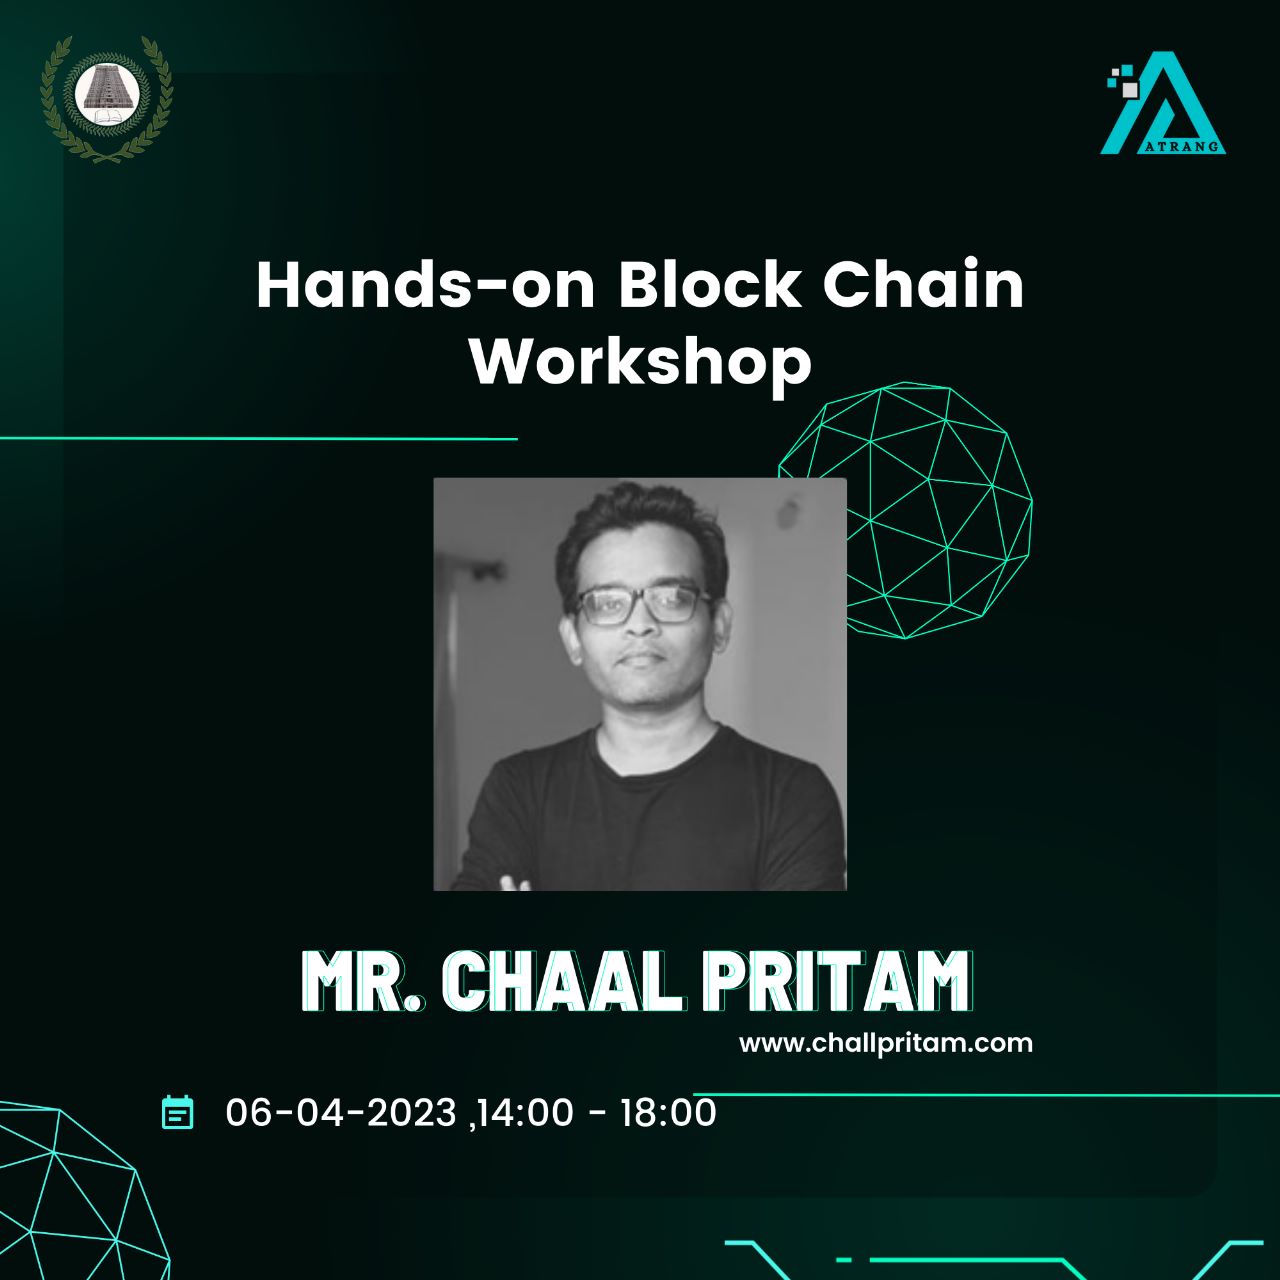 ATRANG
Hands-on Block Chain
Workshop
MR. CHAAL PRITAM
www.challpritam.com
06-04-2023 ,14:00 - 18:00